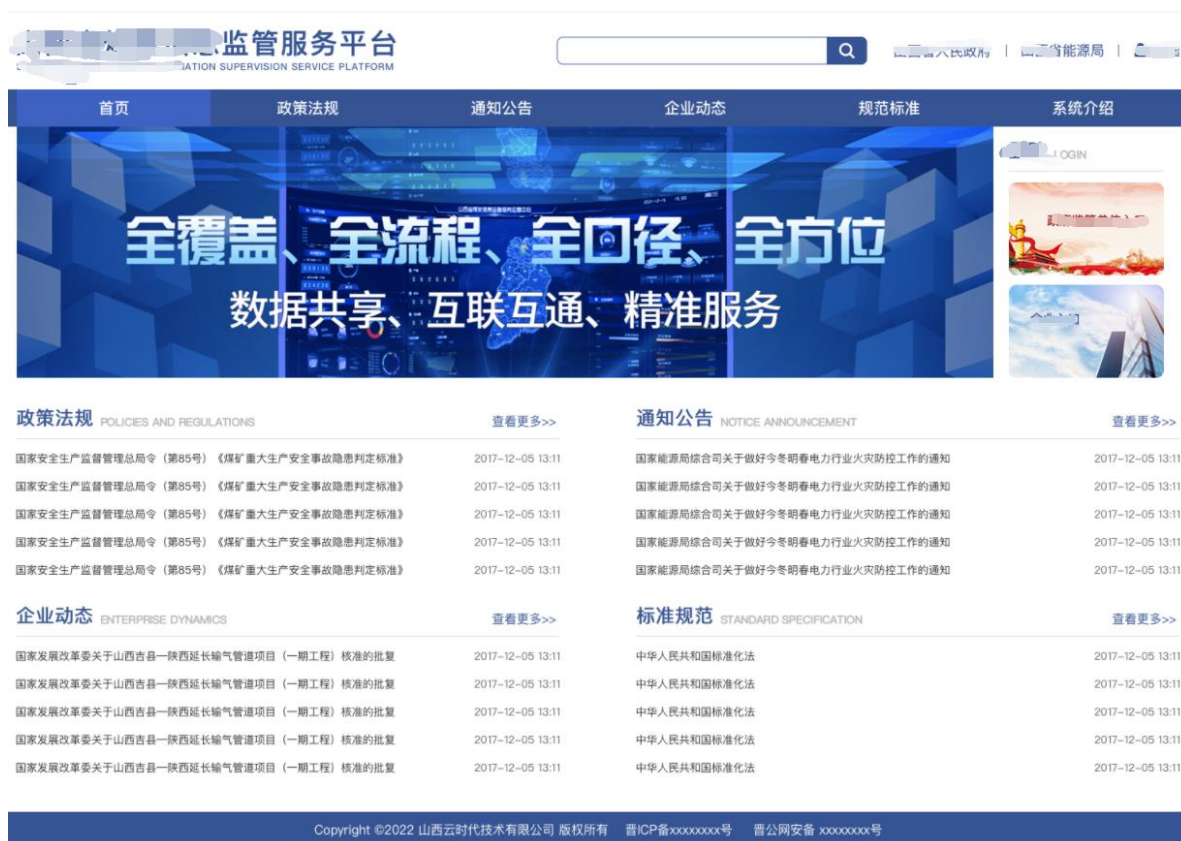 监管服务平台
SUPERVISION SERVICE PLATFORM
人民政府 | 省能源局 |
首页 政策法规 通知公告 企业动态 规范标准 系统介绍
全覆盖、全流程、全口径、全方位
数据共享、互联互通、精准服务
LOGIN
政策法规 POLICIES AND REGULATIONS 查看更多>>
国家安全生产监督管理总局令（第85号）《煤矿重大生产安全事故隐患判定标准》 2017-12-05 13:11
国家安全生产监督管理总局令（第85号）《煤矿重大生产安全事故隐患判定标准》 2017-12-05 13:11
国家安全生产监督管理总局令（第85号）《煤矿重大生产安全事故隐患判定标准》 2017-12-05 13:11
国家安全生产监督管理总局令（第85号）《煤矿重大生产安全事故隐患判定标准》 2017-12-05 13:11
国家安全生产监督管理总局令（第85号）《煤矿重大生产安全事故隐患判定标准》 2017-12-05 13:11
通知公告 NOTICE ANNOUNCEMENT 查看更多>>
国家能源局综合司关于做好今冬明春电力行业火灾防控工作的通知 2017-12-05 13:11
国家能源局综合司关于做好今冬明春电力行业火灾防控工作的通知 2017-12-05 13:11
国家能源局综合司关于做好今冬明春电力行业火灾防控工作的通知 2017-12-05 13:11
国家能源局综合司关于做好今冬明春电力行业火灾防控工作的通知 2017-12-05 13:11
国家能源局综合司关于做好今冬明春电力行业火灾防控工作的通知 2017-12-05 13:11
企业动态 ENTERPRISE DYNAMICS 查看更多>>
国家发展改革委关于山西吉县—陕西延长输气管道项目（一期工程）核准的批复 2017-12-05 13:11
国家发展改革委关于山西吉县—陕西延长输气管道项目（一期工程）核准的批复 2017-12-05 13:11
国家发展改革委关于山西吉县—陕西延长输气管道项目（一期工程）核准的批复 2017-12-05 13:11
国家发展改革委关于山西吉县—陕西延长输气管道项目（一期工程）核准的批复 2017-12-05 13:11
国家发展改革委关于山西吉县—陕西延长输气管道项目（一期工程）核准的批复 2017-12-05 13:11
标准规范 STANDARD SPECIFICATION 查看更多>>
中华人民共和国标准化法 2017-12-05 13:11
中华人民共和国标准化法 2017-12-05 13:11
中华人民共和国标准化法 2017-12-05 13:11
中华人民共和国标准化法 2017-12-05 13:11
中华人民共和国标准化法 2017-12-05 13:11
Copyright ©2022 山西云时代技术有限公司 版权所有 晋ICP备xxxxxxxx号 晋公网安备 xxxxxxxx号